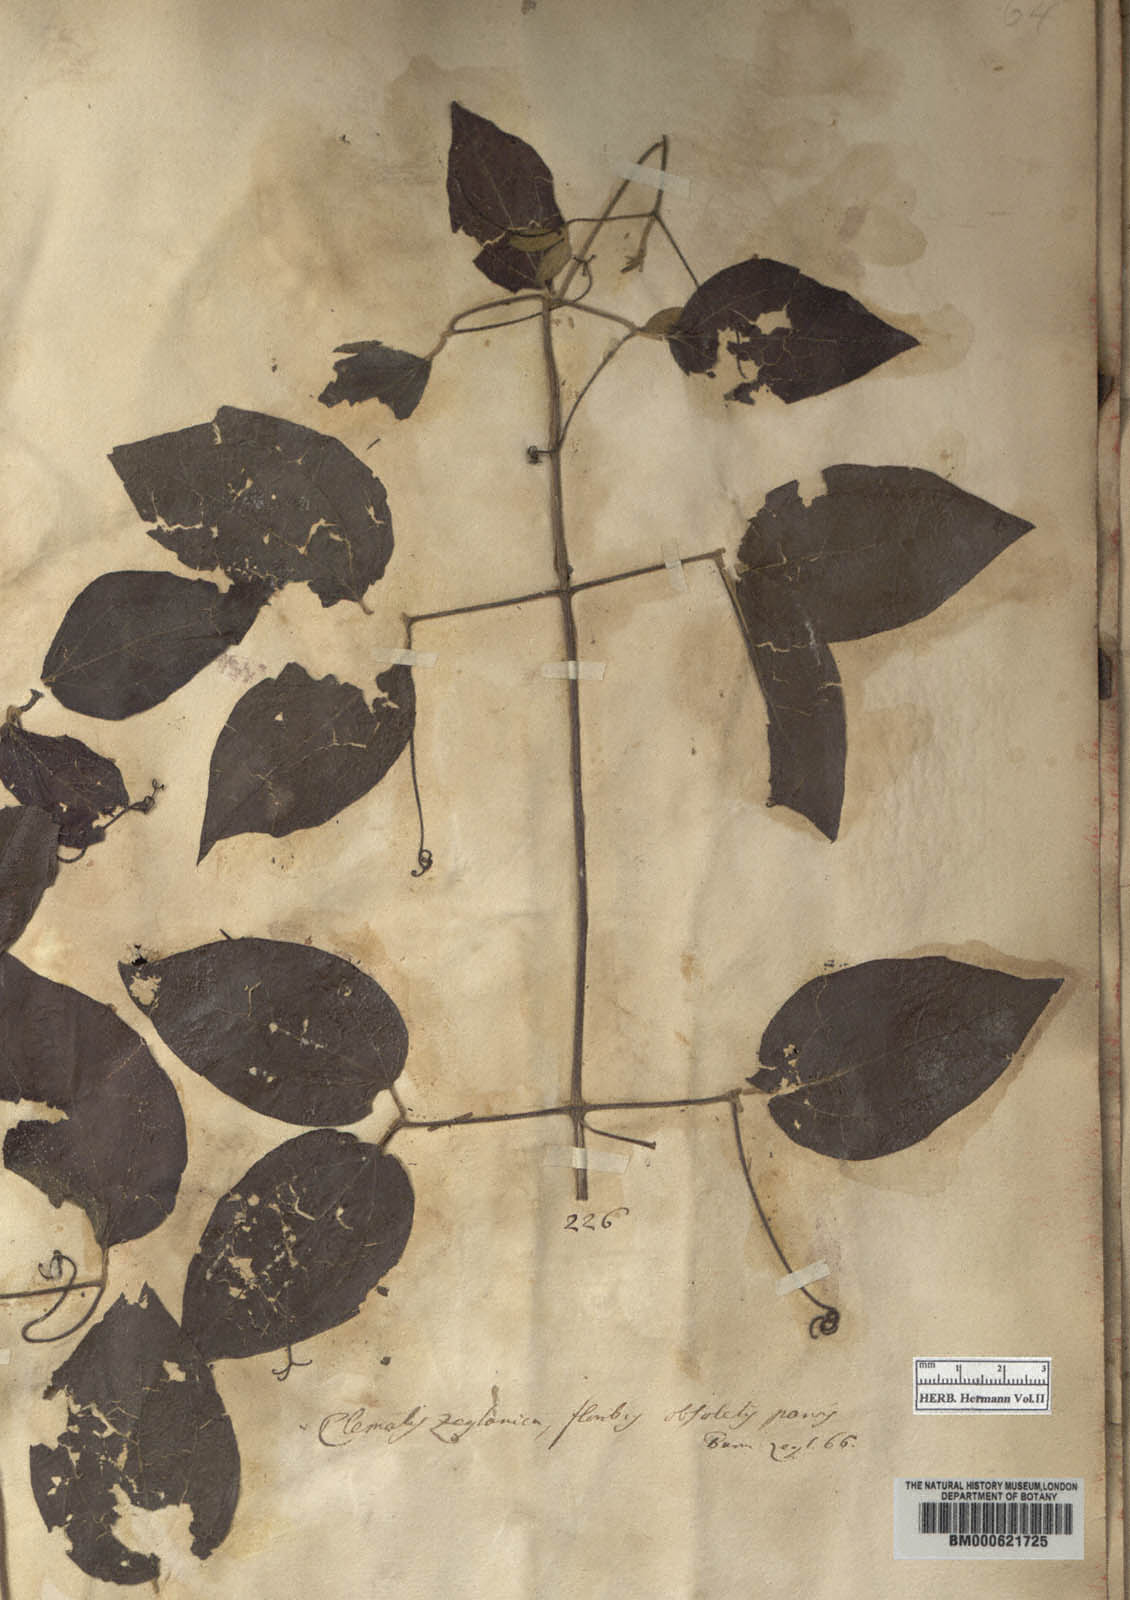 64
226
Clematis zeylonica, floribus obsoletis parvis
Burm. zeyl. 66.
mm 1 2 3
HERB. Hermann Vol.II
THE NATURAL HISTORY MUSEUM,LONDON
DEPARTMENT OF BOTANY
BM000621725